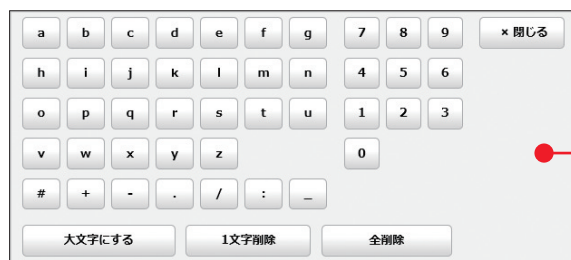 a b c d e f g 7 8 9 × 閉じる
h i j k l m n 4 5 6
o p q r s t u 1 2 3
v w x y z 0
# + - . / : _
大文字にする 1文字削除 全削除